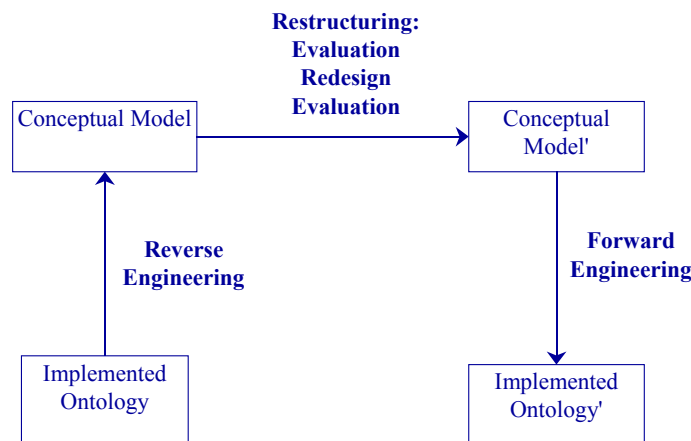 Restructuring:
Evaluation
Redesign
Evaluation
Conceptual Model
Conceptual
Model'
Reverse
Engineering
Forward
Engineering
Implemented
Ontology
Implemented
Ontology'